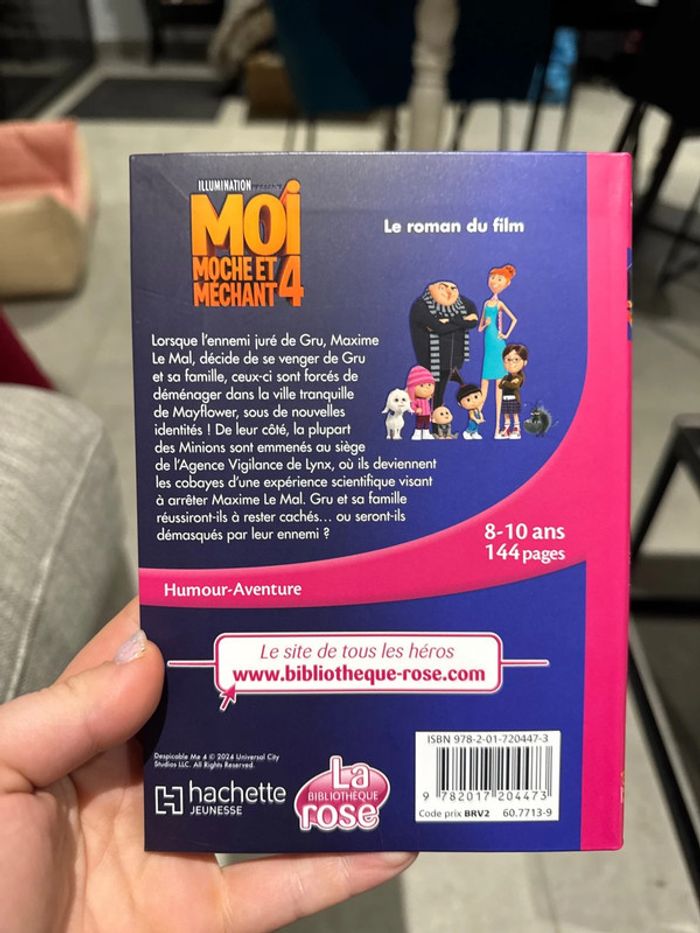 ILLUMINATION
MOI
MOCHE ET
MÉCHANT 4
Le roman du film
Lorsque l'ennemi juré de Gru, Maxime
Le Mal, décide de se venger de Gru
et sa famille, ceux-ci sont forcés de
déménager dans la ville tranquille
de Mayflower, sous de nouvelles
identités ! De leur côté, la plupart
des Minions sont emmenés au siège
de l'Agence Vigilance de Lynx, où ils deviennent
les cobayes d'une expérience scientifique visant
à arrêter Maxime Le Mal. Gru et sa famille
réussiront-ils à rester cachés... ou seront-ils
démasqués par leur ennemi ?
8-10 ans
144 pages
Humour-Aventure
Le site de tous les héros
www.bibliotheque-rose.com
Despicable Me 4 © 2024 Universal City
Studios LLC. All Rights Reserved.
hachette
JEUNESSE
La
BIBLIOTHÈQUE
rose
ISBN 978-2-01-720447-3
9 782017 204473
Code prix BRV2 60.7713-9